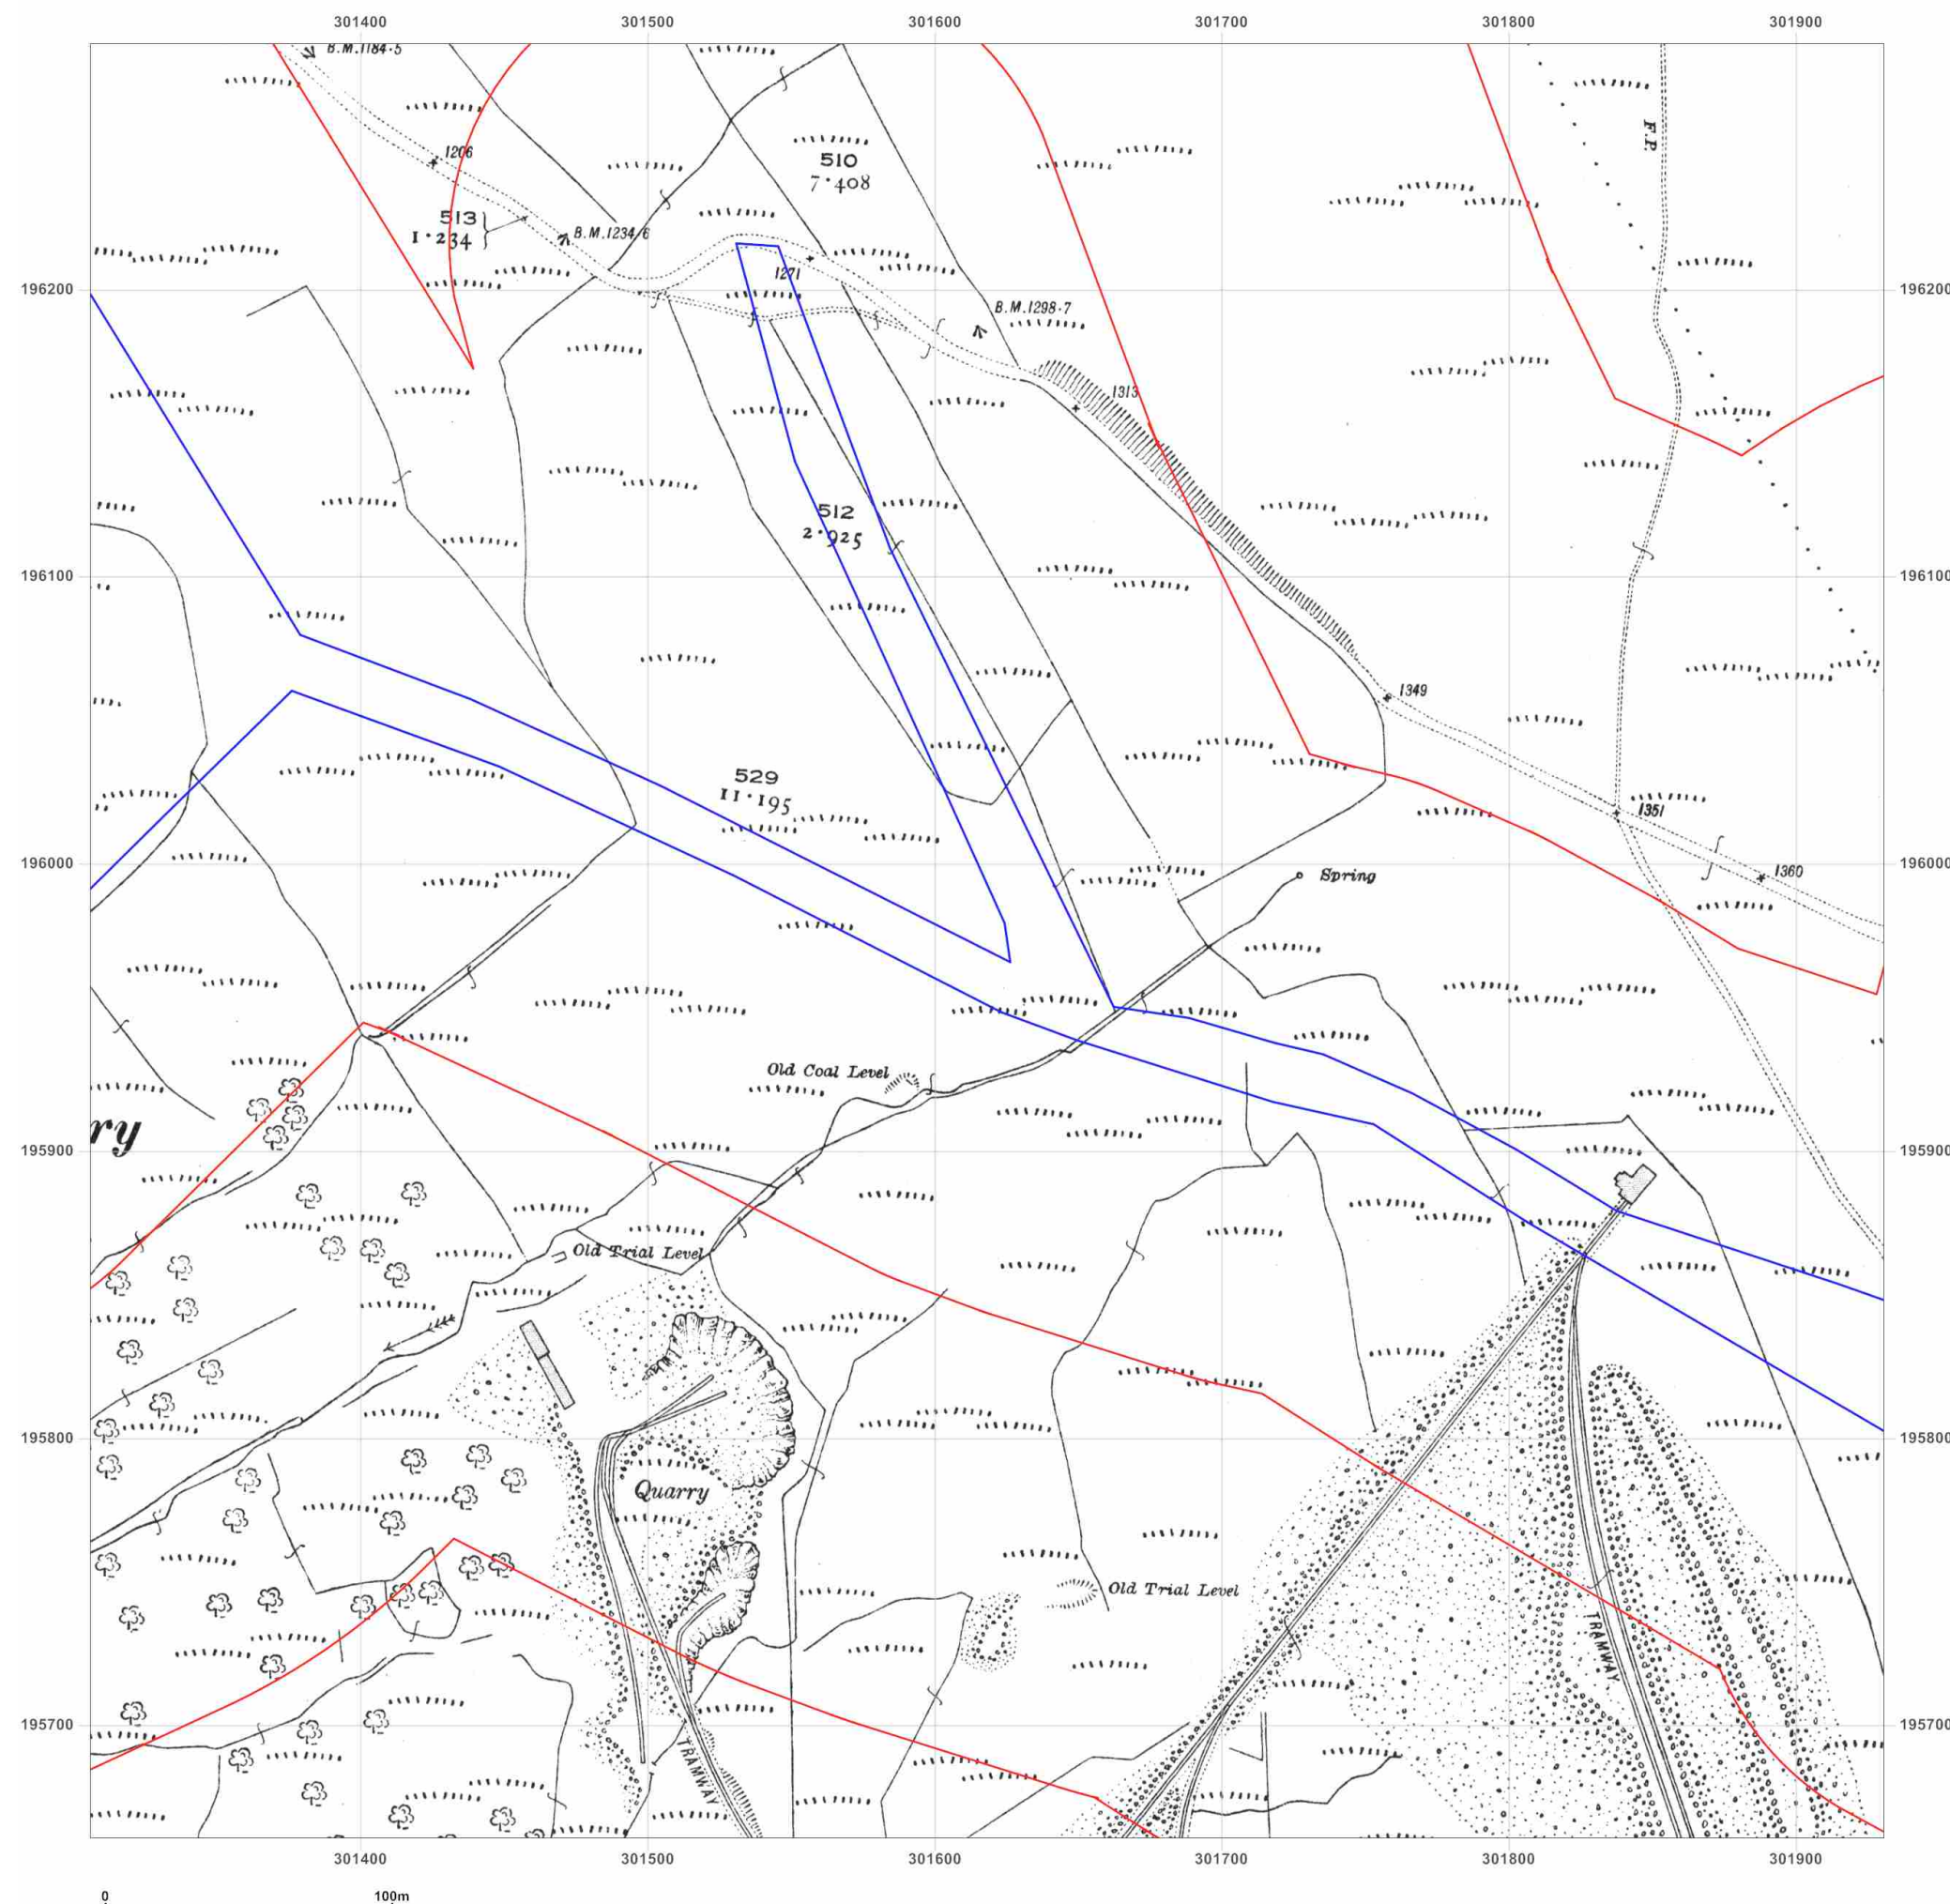 301400 301500 301600 301700 301800 301900
B.M.1184·5
F.P.
1206
510
7·408
513
1·234
B.M.1234·6
1271
196200 196200
B.M.1298·7
1313
512
2·925
196100 196100
1349
529
11·195
1351
196000 196000
1360
Spring
Old Coal Level
ry
195900 195900
Old Trial Level
195800 195800
Quarry
Old Trial Level
TRAMWAY
195700 195700
TRAMWAY
301400 301500 301600 301700 301800 301900
0 100m